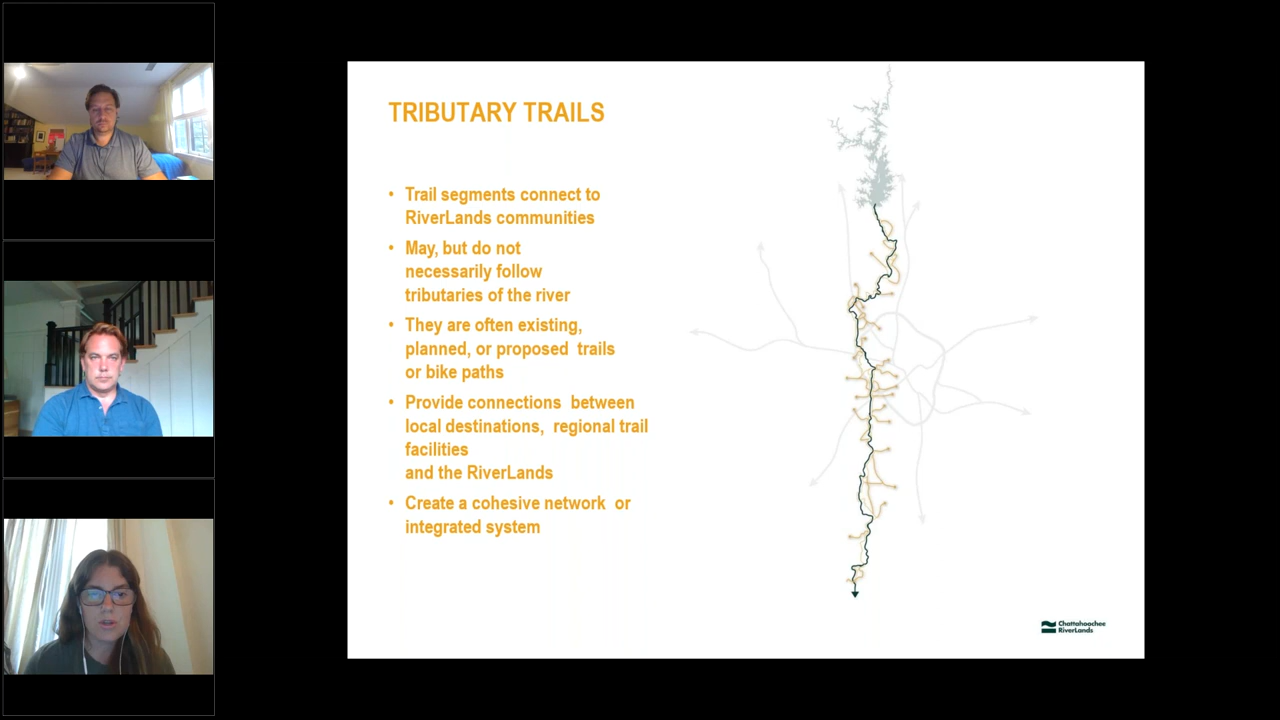 TRIBUTARY TRAILS
• Trail segments connect to
RiverLands communities
• May, but do not
necessarily follow
tributaries of the river
• They are often existing,
planned, or proposed trails
or bike paths
• Provide connections between
local destinations, regional trail
facilities
and the RiverLands
• Create a cohesive network or
integrated system
Chattahoochee
RiverLands